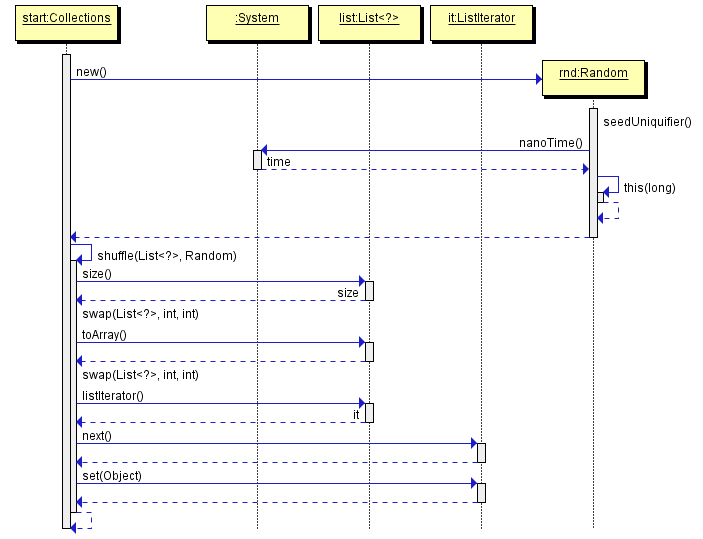 start:Collections
:System
list:List<?>
it:ListIterator
new()
rnd:Random
seedUniquifier()
nanoTime()
time
this(long)
shuffle(List<?>, Random)
size()
size
swap(List<?>, int, int)
toArray()
swap(List<?>, int, int)
listIterator()
it
next()
set(Object)